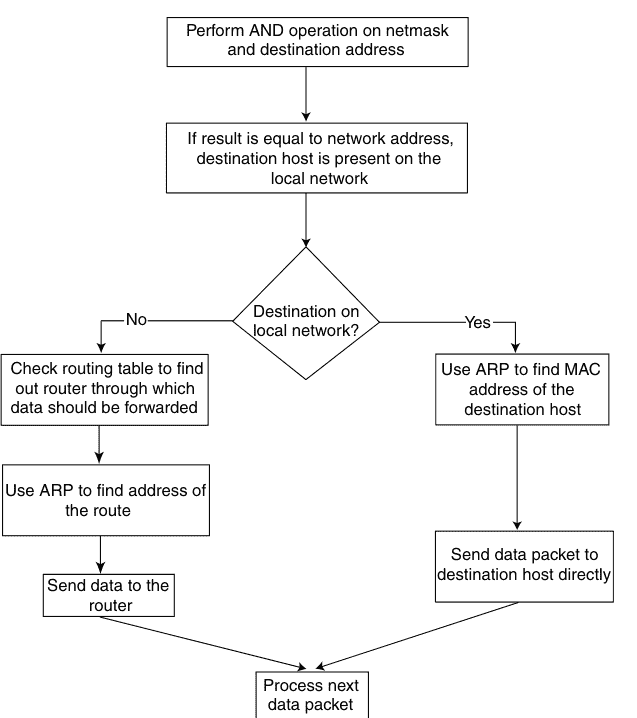 Perform AND operation on netmask
and destination address
If result is equal to network address,
destination host is present on the
local network
Destination on
local network?
No
Yes
Check routing table to find
out router through which
data should be forwarded
Use ARP to find MAC
address of the
destination host
Use ARP to find address of
the route
Send data packet to
destination host directly
Send data to the
router
Process next
data packet